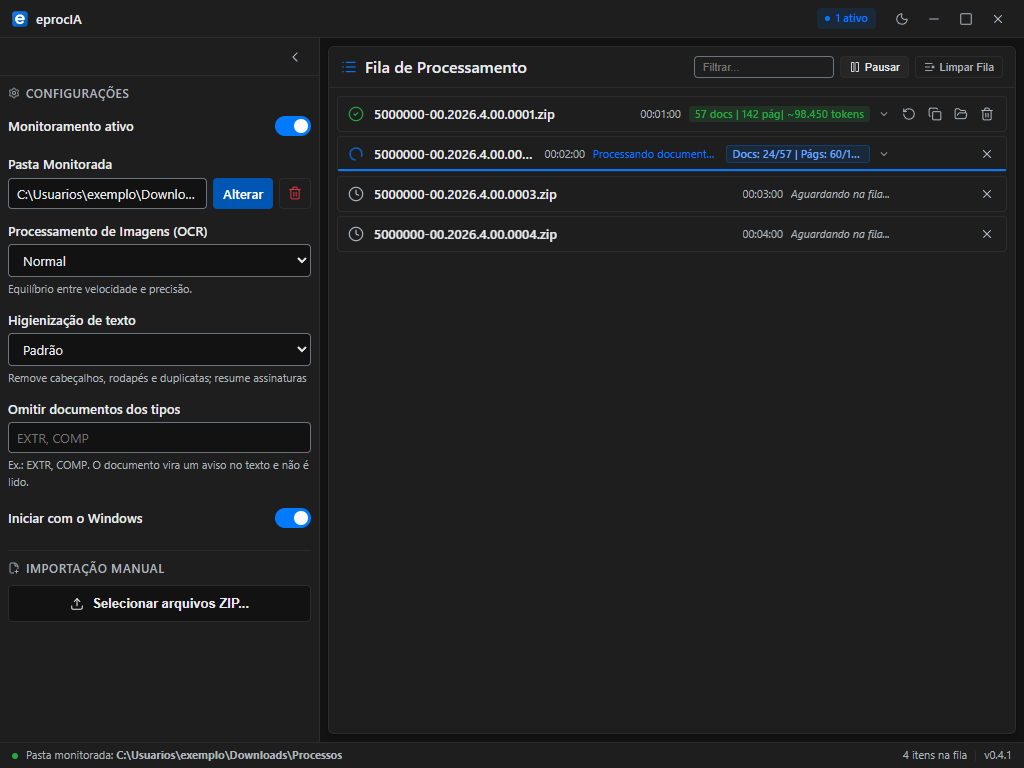 eprocIA
1 ativo
CONFIGURAÇÕES
Monitoramento ativo
Pasta Monitorada
C:\Usuarios\exemplo\Downlo...
Alterar
Processamento de Imagens (OCR)
Normal
Equilíbrio entre velocidade e precisão.
Higienização de texto
Padrão
Remove cabeçalhos, rodapés e duplicatas; resume assinaturas
Omitir documentos dos tipos
EXTR, COMP
Ex.: EXTR, COMP. O documento vira um aviso no texto e não é
lido.
Iniciar com o Windows
IMPORTAÇÃO MANUAL
Selecionar arquivos ZIP...
Fila de Processamento
Filtrar...
Pausar
Limpar Fila
5000000-00.2026.4.00.0001.zip 00:01:00 57 docs | 142 pág| ~98.450 tokens
5000000-00.2026.4.00.00... 00:02:00 Processando document... Docs: 24/57 | Págs: 60/1...
5000000-00.2026.4.00.0003.zip 00:03:00 Aguardando na fila...
5000000-00.2026.4.00.0004.zip 00:04:00 Aguardando na fila...
Pasta monitorada: C:\Usuarios\exemplo\Downloads\Processos
4 itens na fila
v0.4.1